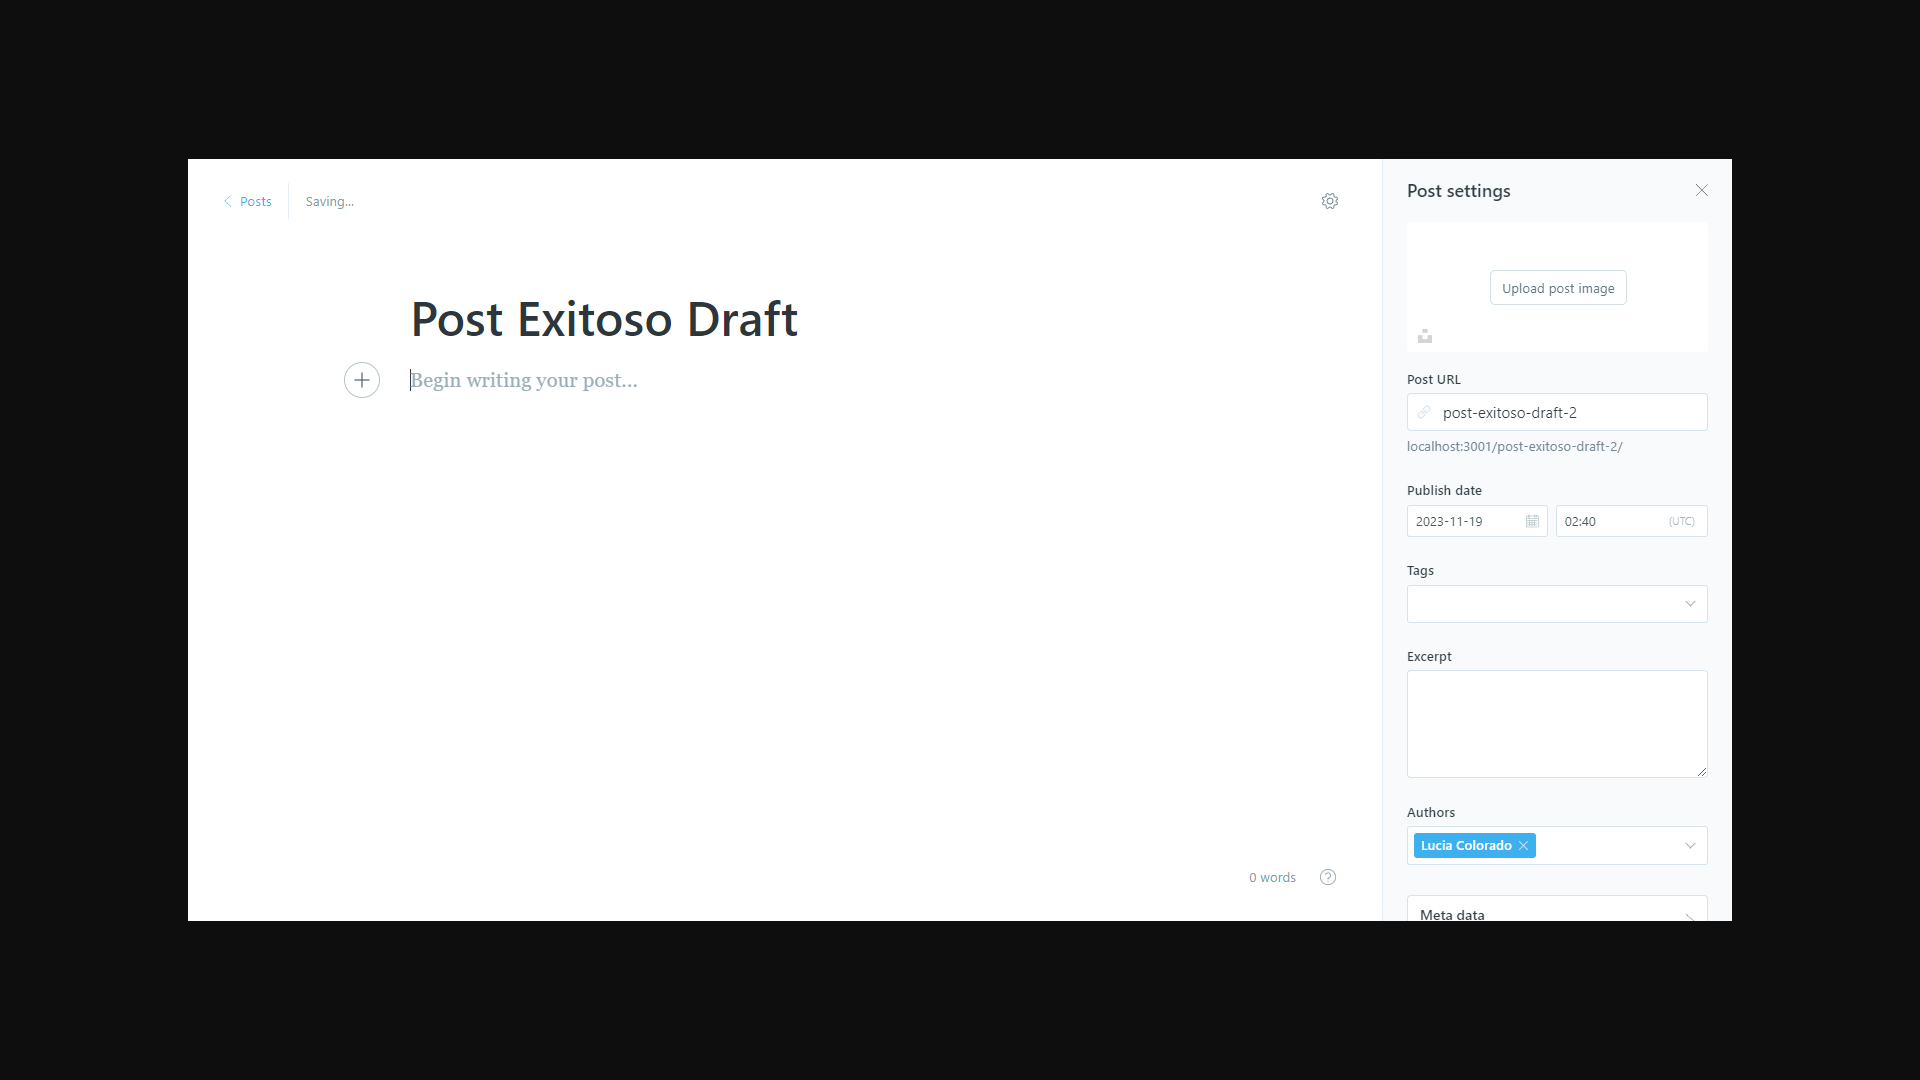 Posts
Saving...
Post Exitoso Draft
Begin writing your post...
0 words
Post settings
Upload post image
Post URL
post-exitoso-draft-2
localhost:3001/post-exitoso-draft-2/
Publish date
2023-11-19
02:40 (UTC)
Tags
Excerpt
Authors
Lucia Colorado
Meta data